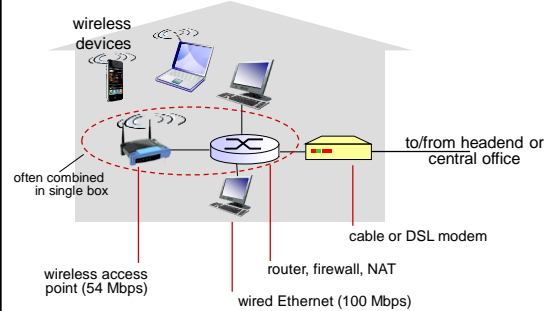 wireless
devices
to/from headend or
central office
often combined
in single box
cable or DSL modem
wireless access
point (54 Mbps)
router, firewall, NAT
wired Ethernet (100 Mbps)